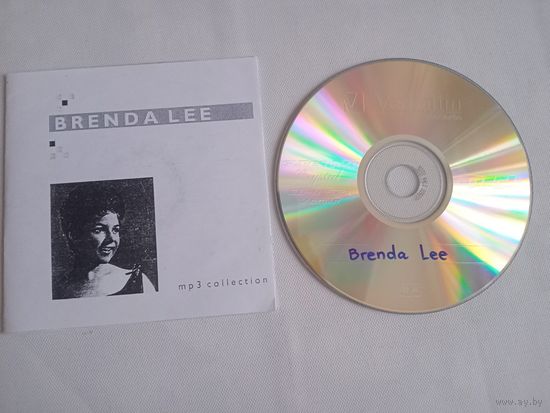 BRENDA LEE
mp3 collection
Verbatim
Brenda Lee
www.ay.by